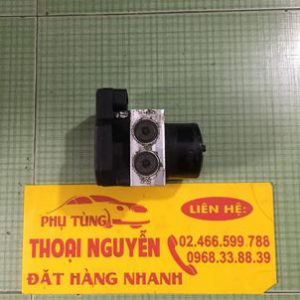 PHỤ TÙNG
LIÊN HỆ:
THOẠI NGUYỄN
02.466.599.788
0968.33.88.39
ĐẶT HÀNG NHANH